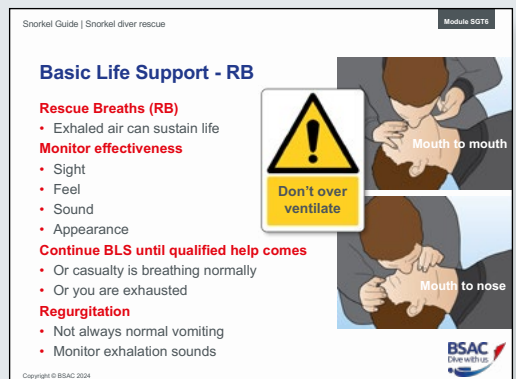 Snorkel Guide | Snorkel diver rescue
Module SGT6
Basic Life Support - RB
Rescue Breaths (RB)
• Exhaled air can sustain life
Monitor effectiveness
• Sight
• Feel
• Sound
• Appearance
Continue BLS until qualified help comes
• Or casualty is breathing normally
• Or you are exhausted
Regurgitation
• Not always normal vomiting
• Monitor exhalation sounds
Don't over
ventilate
Mouth to mouth
Mouth to nose
BSAC
Dive with us
Copyright © BSAC 2024